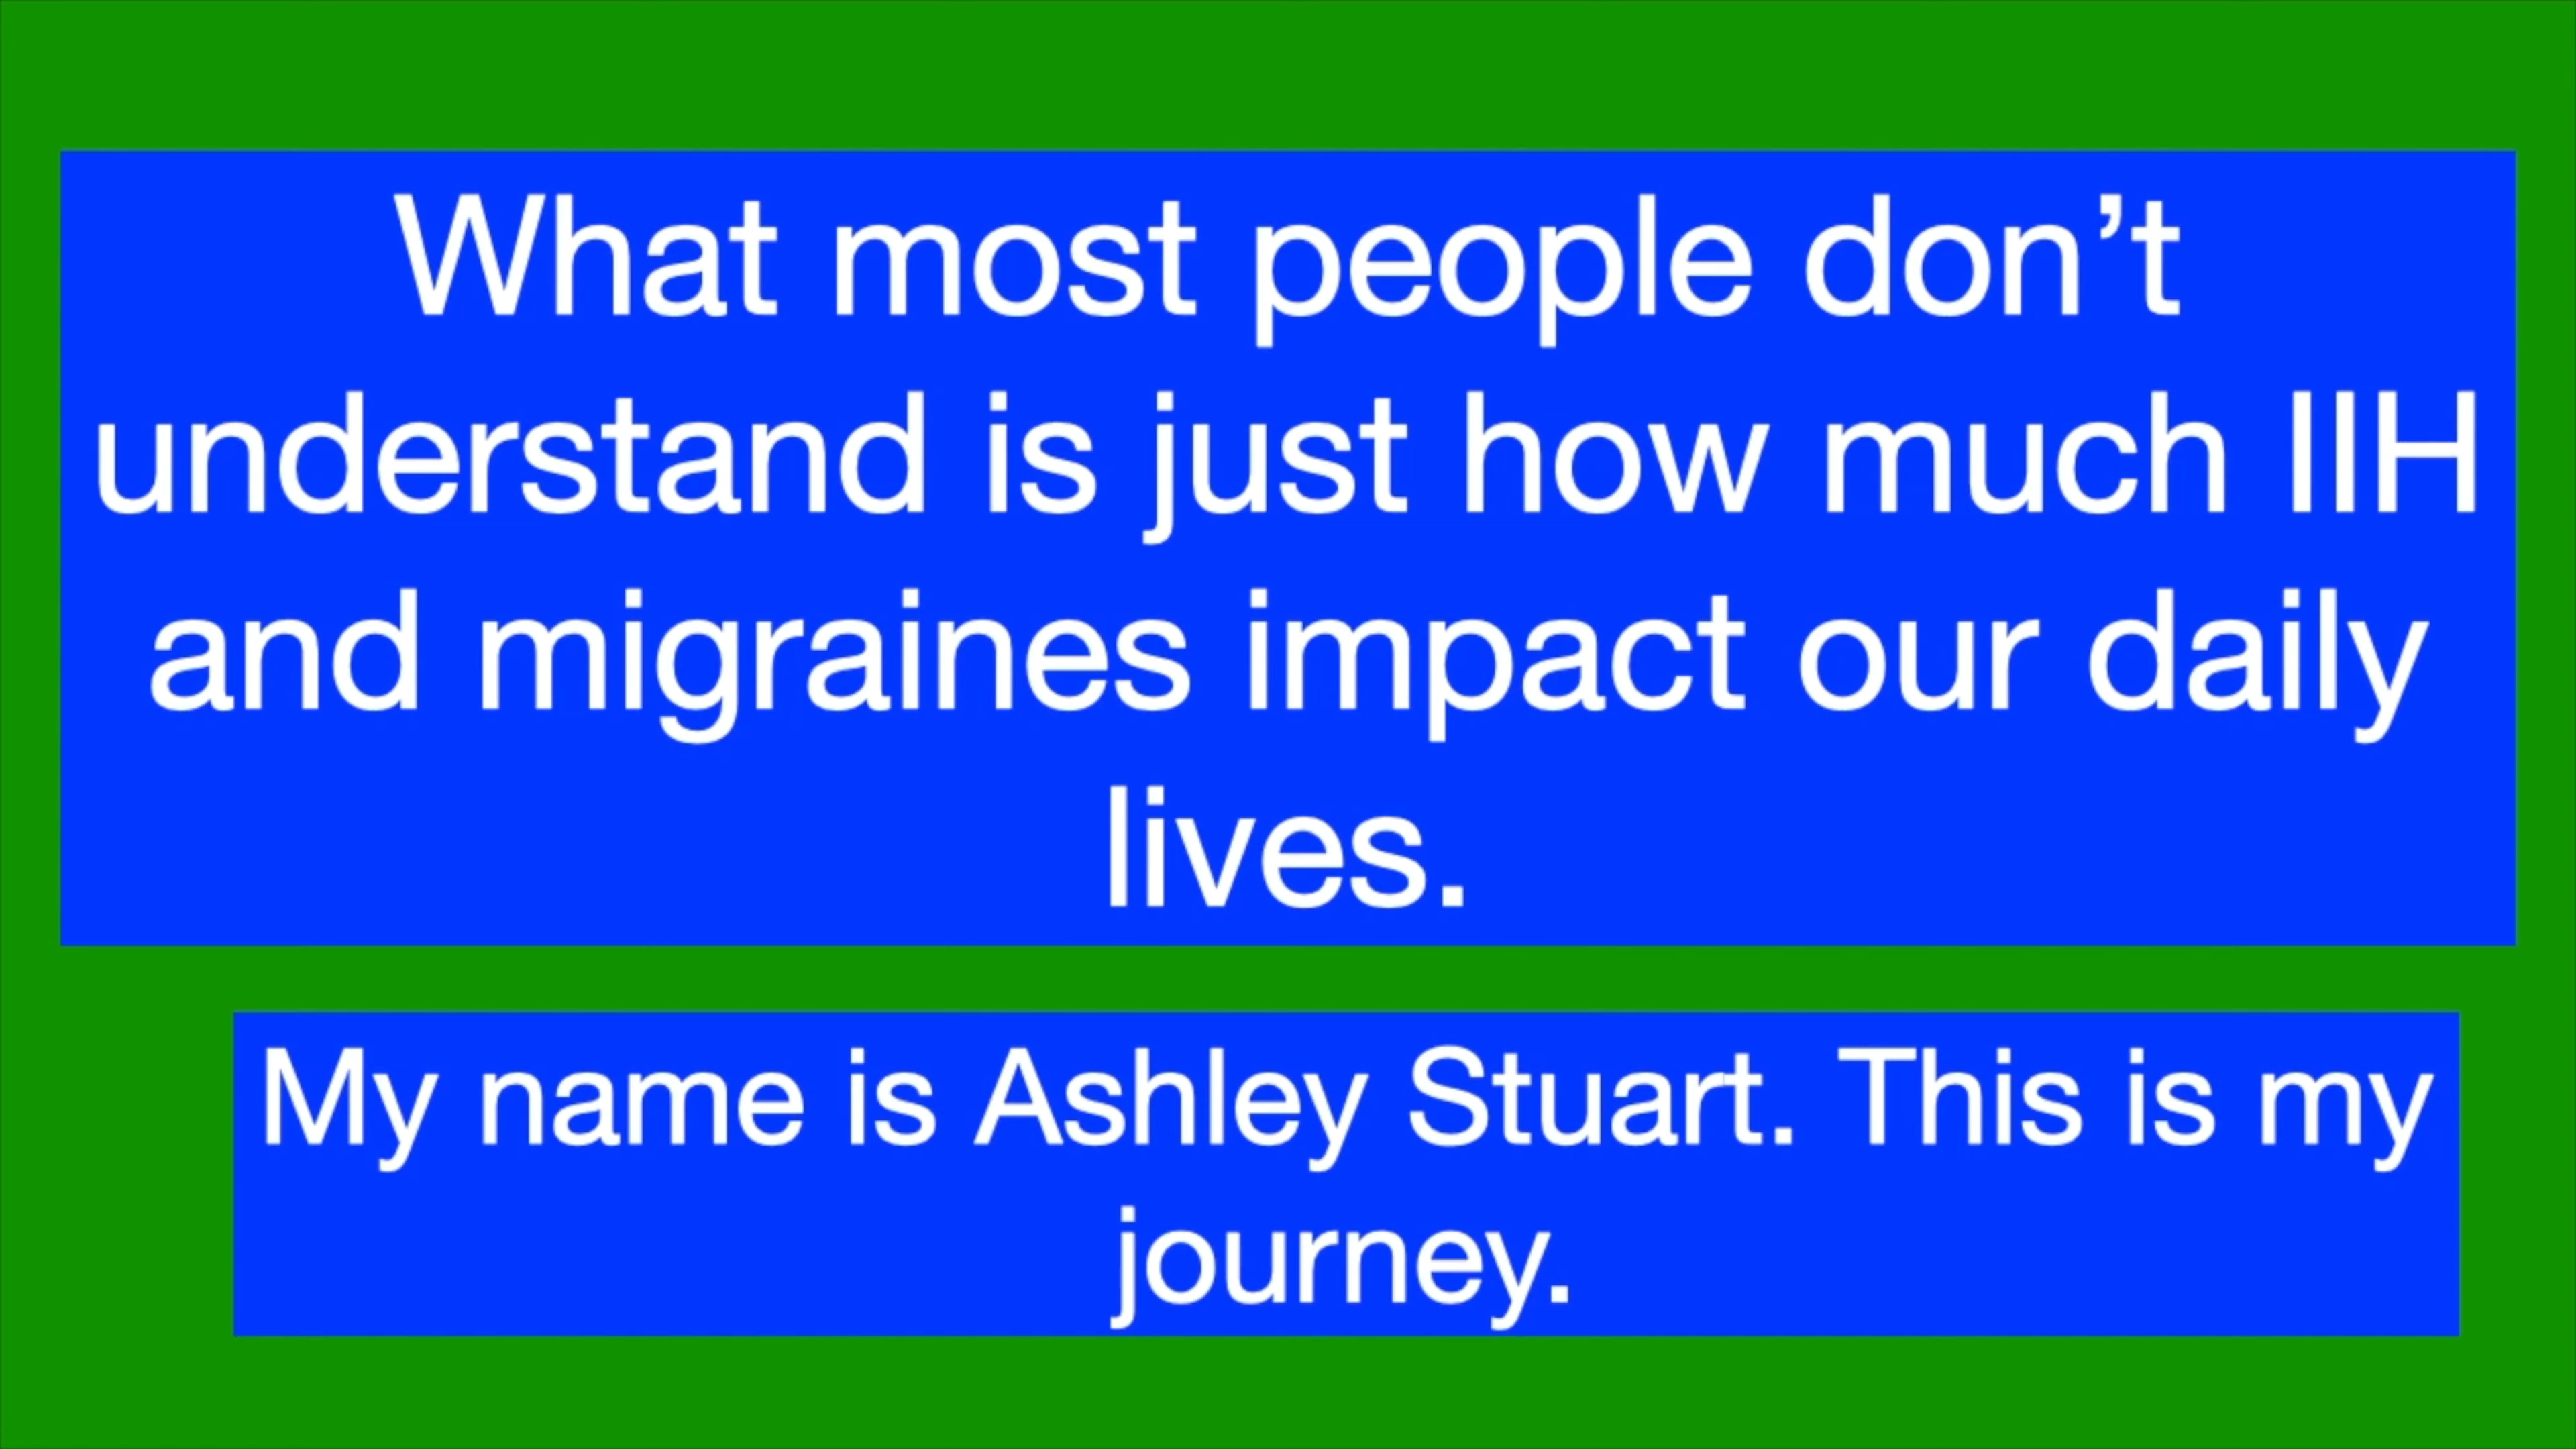 What most people don’t
understand is just how much IIH
and migraines impact our daily
lives.
My name is Ashley Stuart. This is my
journey.